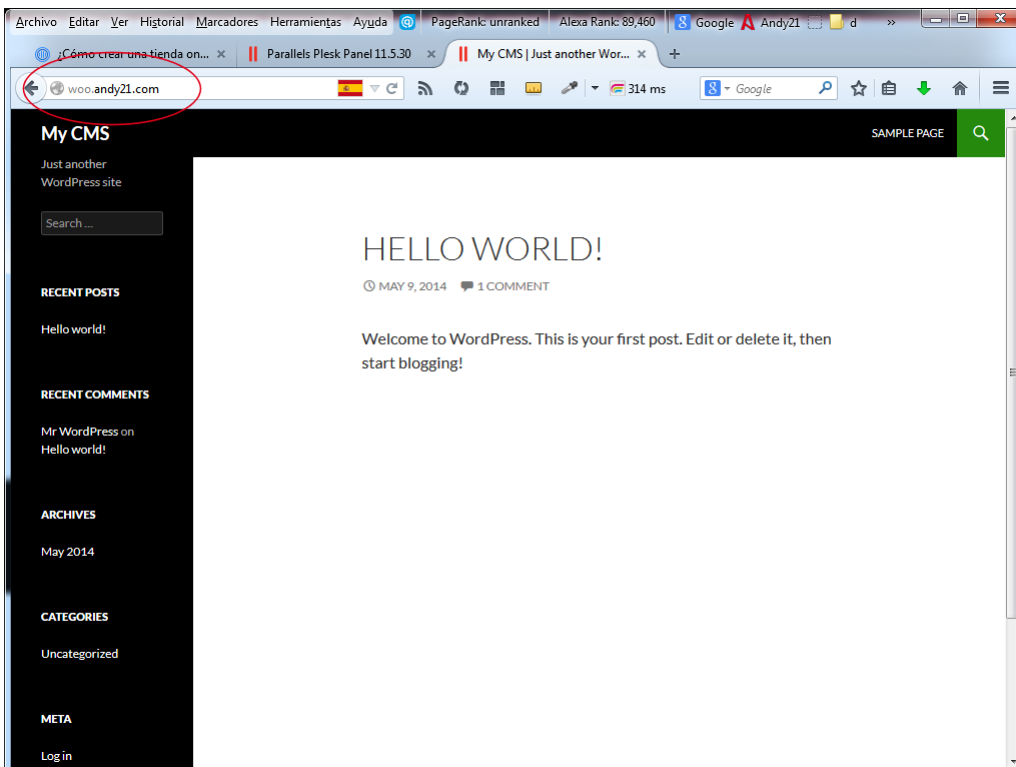 Archivo Editar Ver Historial Marcadores Herramientas Ayuda PageRank: unranked Alexa Rank: 89,460 Google Andy21 d »
¿Cómo crear una tienda on... × Parallels Plesk Panel 11.5.30 × My CMS | Just another Wor... × +
woo.andy21.com 314 ms Google
My CMS
SAMPLE PAGE
Just another
WordPress site
Search ...
HELLO WORLD!
MAY 9, 2014 1 COMMENT
Welcome to WordPress. This is your first post. Edit or delete it, then
start blogging!
RECENT POSTS
Hello world!
RECENT COMMENTS
Mr WordPress on
Hello world!
ARCHIVES
May 2014
CATEGORIES
Uncategorized
META
Log in